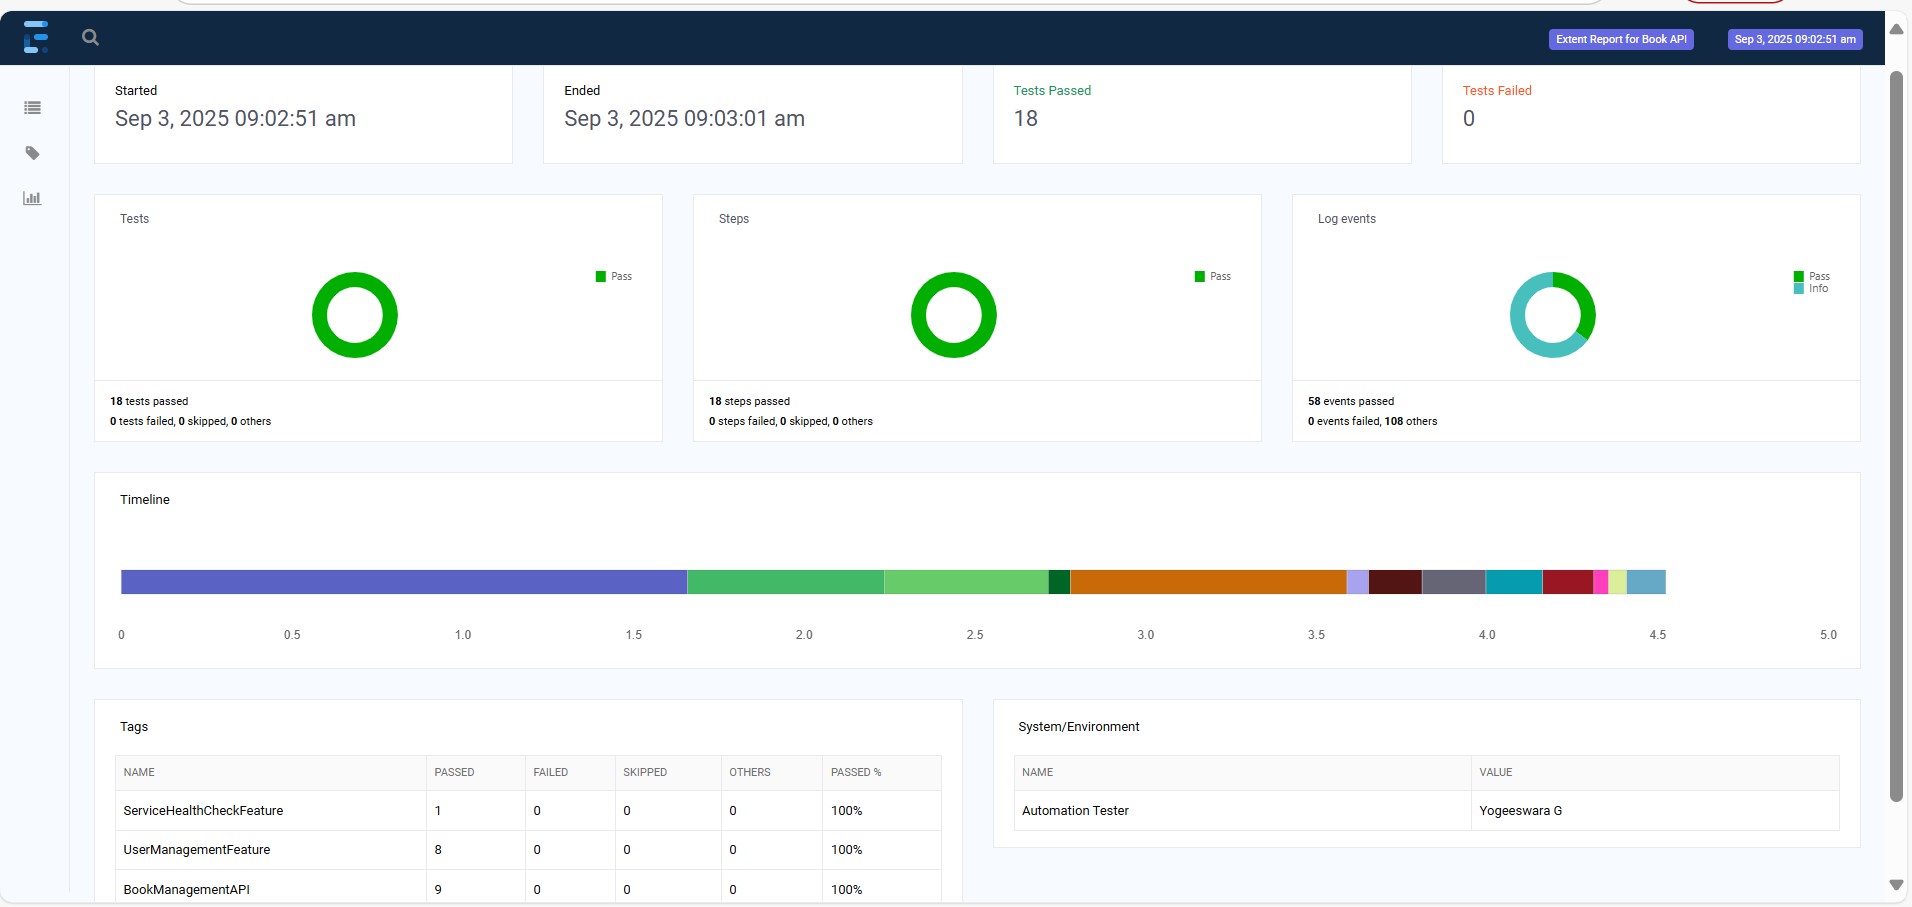 Extent Report for Book API
Sep 3, 2025 09:02:51 am
Started
Sep 3, 2025 09:02:51 am
Ended
Sep 3, 2025 09:03:01 am
Tests Passed
18
Tests Failed
0
Tests
Pass
18 tests passed
0 tests failed, 0 skipped, 0 others
Steps
Pass
18 steps passed
0 steps failed, 0 skipped, 0 others
Log events
Pass
Info
58 events passed
0 events failed, 108 others
Timeline
0 0.5 1.0 1.5 2.0 2.5 3.0 3.5 4.0 4.5 5.0
Tags
NAME PASSED FAILED SKIPPED OTHERS PASSED %
ServiceHealthCheckFeature 1 0 0 0 100%
UserManagementFeature 8 0 0 0 100%
BookManagementAPI 9 0 0 0 100%
System/Environment
NAME VALUE
Automation Tester Yogeeswara G